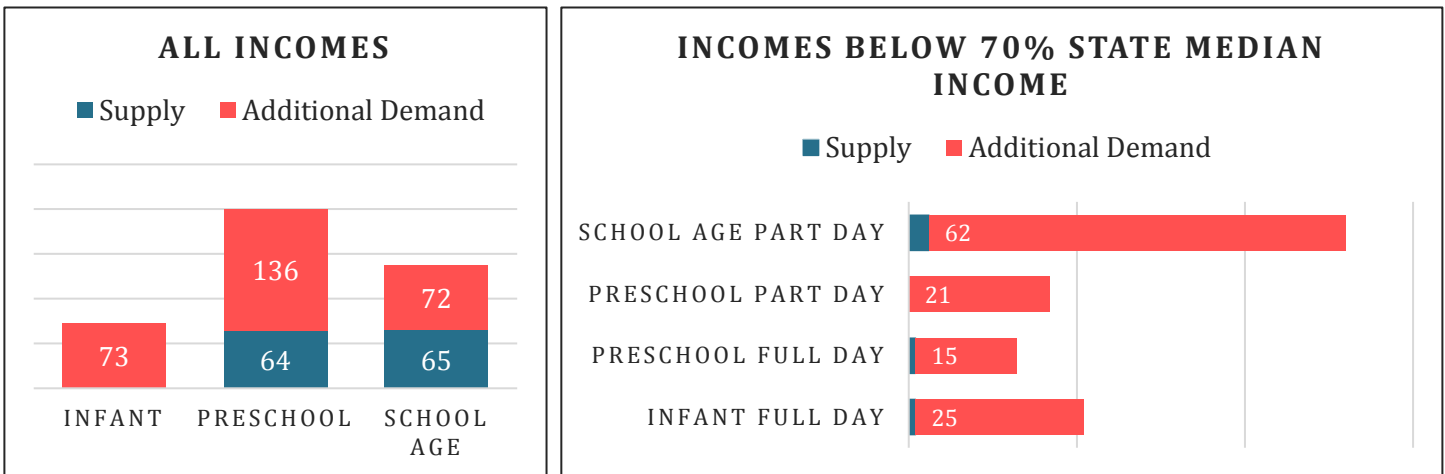 ALL INCOMES
Supply Additional Demand
136
72
73
64
65
INFANT
PRESCHOOL
SCHOOL
AGE
INCOMES BELOW 70% STATE MEDIAN
INCOME
Supply Additional Demand
SCHOOL AGE PART DAY 62
PRESCHOOL PART DAY 21
PRESCHOOL FULL DAY 15
INFANT FULL DAY 25